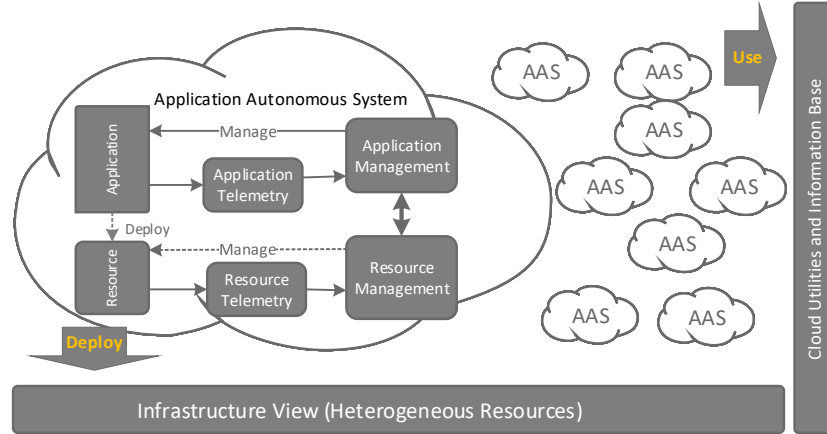 Application Autonomous System
Application
Manage
Application
Telemetry
Application
Management
Deploy
Resource
Manage
Resource
Telemetry
Resource
Management
AAS
AAS
AAS
AAS
AAS
AAS
AAS
AAS
Use
Cloud Utilities and Information Base
Deploy
Infrastructure View (Heterogeneous Resources)